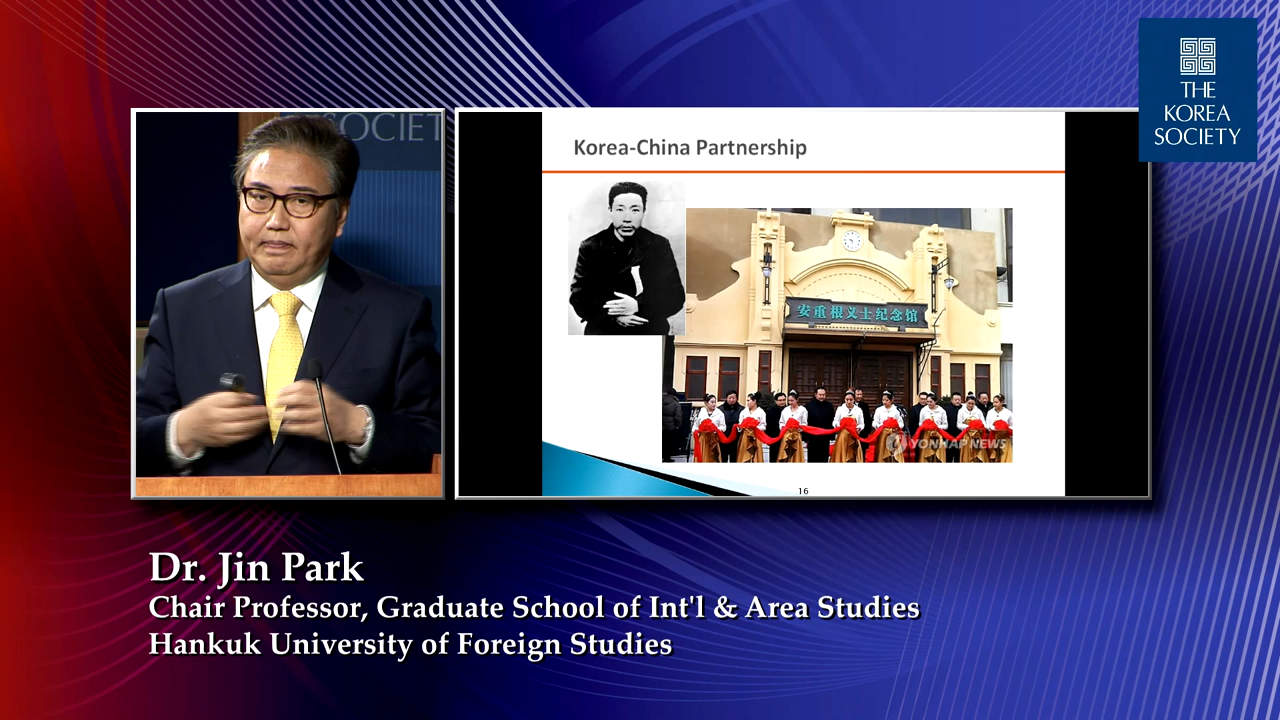 SOCIET
THE
KOREA
SOCIETY
Korea-China Partnership
安重根义士纪念馆
YONHAP NEWS
16
Dr. Jin Park
Chair Professor, Graduate School of Int'l & Area Studies
Hankuk University of Foreign Studies